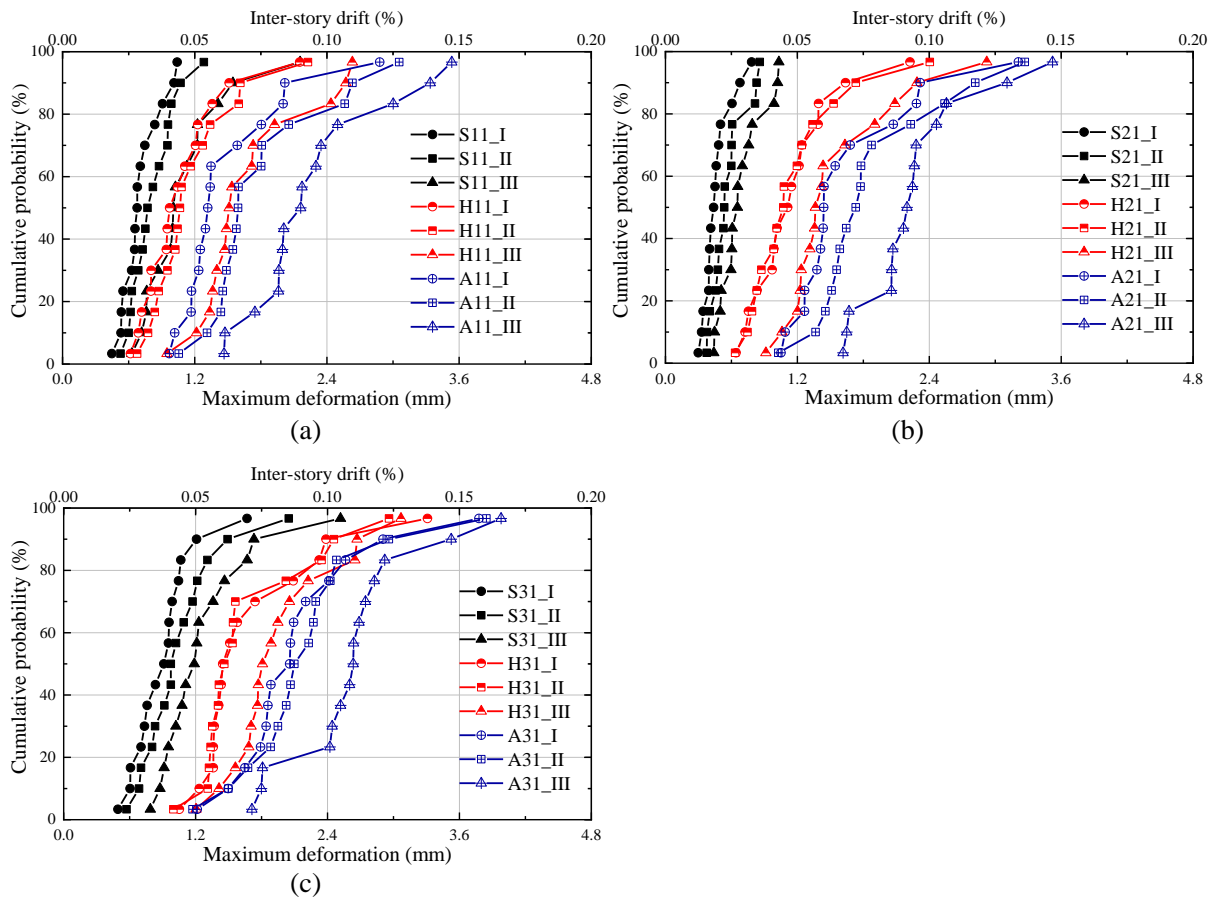 Inter-story drift (%)
0.00 0.05 0.10 0.15 0.20
100
80
60
40
20
0
Cumulative probability (%)
S11_I
S11_II
S11_III
H11_I
H11_II
H11_III
A11_I
A11_II
A11_III
0.0 1.2 2.4 3.6 4.8
Maximum deformation (mm)
(a)
Inter-story drift (%)
0.00 0.05 0.10 0.15 0.20
100
80
60
40
20
0
Cumulative probability (%)
S21_I
S21_II
S21_III
H21_I
H21_II
H21_III
A21_I
A21_II
A21_III
0.0 1.2 2.4 3.6 4.8
Maximum deformation (mm)
(b)
Inter-story drift (%)
0.00 0.05 0.10 0.15 0.20
100
80
60
40
20
0
Cumulative probability (%)
S31_I
S31_II
S31_III
H31_I
H31_II
H31_III
A31_I
A31_II
A31_III
0.0 1.2 2.4 3.6 4.8
Maximum deformation (mm)
(c)